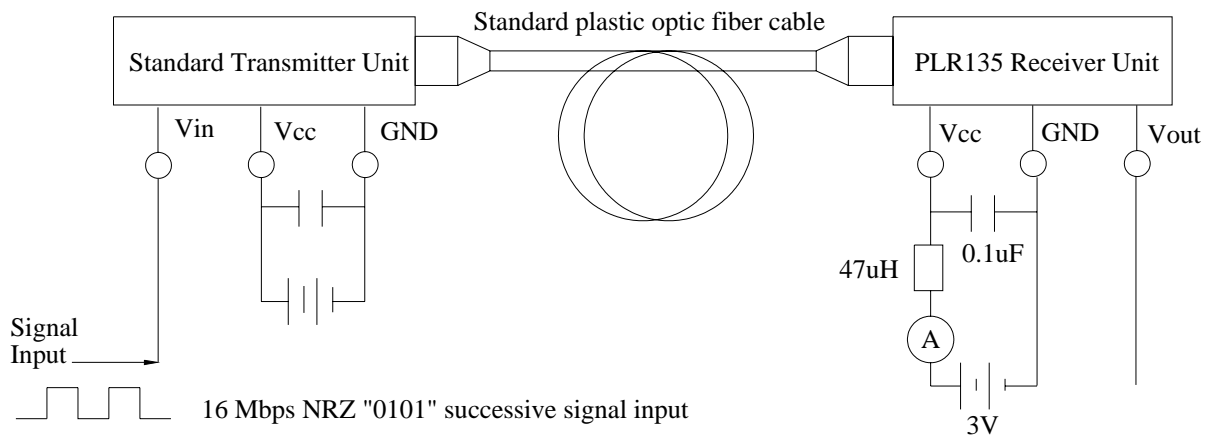 Standard plastic optic fiber cable
Standard Transmitter Unit
PLR135 Receiver Unit
Vin
Vcc
GND
Vcc
GND
Vout
0.1uF
47uH
A
3V
Signal
Input
16 Mbps NRZ "0101" successive signal input